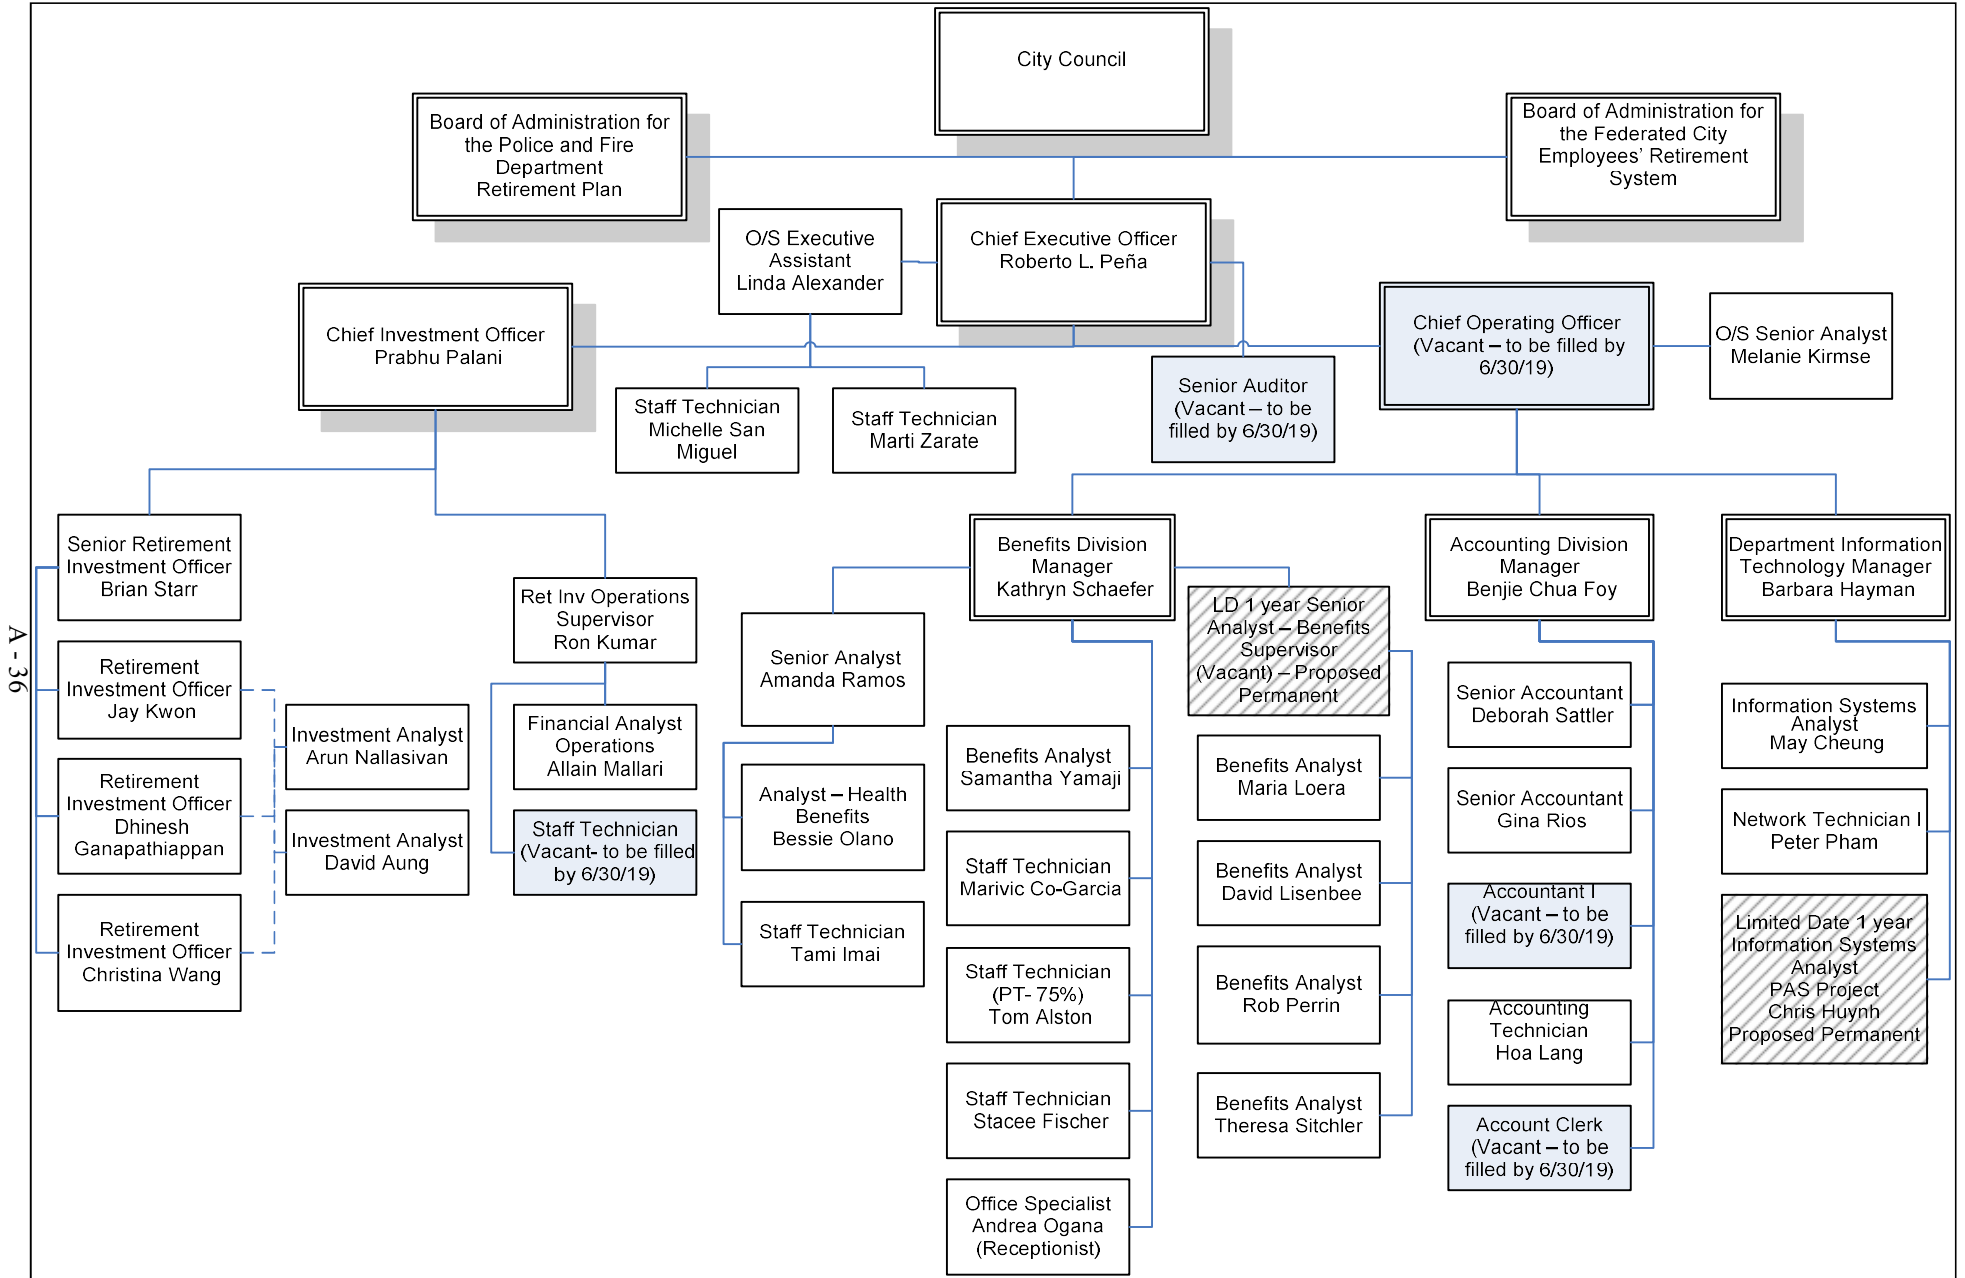 City Council
Board of Administration for
the Police and Fire
Department
Retirement Plan
Board of Administration for
the Federated City
Employees’ Retirement
System
O/S Executive
Assistant
Linda Alexander
Chief Executive Officer
Roberto L. Peña
Chief Investment Officer
Prabhu Palani
Chief Operating Officer
(Vacant – to be filled by
6/30/19)
O/S Senior Analyst
Melanie Kirmse
Staff Technician
Michelle San
Miguel
Staff Technician
Marti Zarate
Senior Auditor
(Vacant – to be
filled by 6/30/19)
Senior Retirement
Investment Officer
Brian Starr
Retirement
Investment Officer
Jay Kwon
Retirement
Investment Officer
Dhinesh
Ganapathiappan
Retirement
Investment Officer
Christina Wang
Investment Analyst
Arun Nallasivan
Investment Analyst
David Aung
Ret Inv Operations
Supervisor
Ron Kumar
Financial Analyst
Operations
Allain Mallari
Staff Technician
(Vacant- to be filled
by 6/30/19)
Benefits Division
Manager
Kathryn Schaefer
Senior Analyst
Amanda Ramos
Analyst – Health
Benefits
Bessie Olano
Staff Technician
Tami Imai
Benefits Analyst
Samantha Yamaji
Staff Technician
Marivic Co-Garcia
Staff Technician
(PT- 75%)
Tom Alston
Staff Technician
Stacee Fischer
Office Specialist
Andrea Ogana
(Receptionist)
LD 1 year Senior
Analyst – Benefits
Supervisor
(Vacant) – Proposed
Permanent
Benefits Analyst
Maria Loera
Benefits Analyst
David Lisenbee
Benefits Analyst
Rob Perrin
Benefits Analyst
Theresa Sitchler
Accounting Division
Manager
Benjie Chua Foy
Senior Accountant
Deborah Sattler
Senior Accountant
Gina Rios
Accountant I
(Vacant – to be
filled by 6/30/19)
Accounting
Technician
Hoa Lang
Account Clerk
(Vacant – to be
filled by 6/30/19)
Department Information
Technology Manager
Barbara Hayman
Information Systems
Analyst
May Cheung
Network Technician I
Peter Pham
Limited Date 1 year
Information Systems
Analyst
PAS Project
Chris Huynh
Proposed Permanent
A - 36